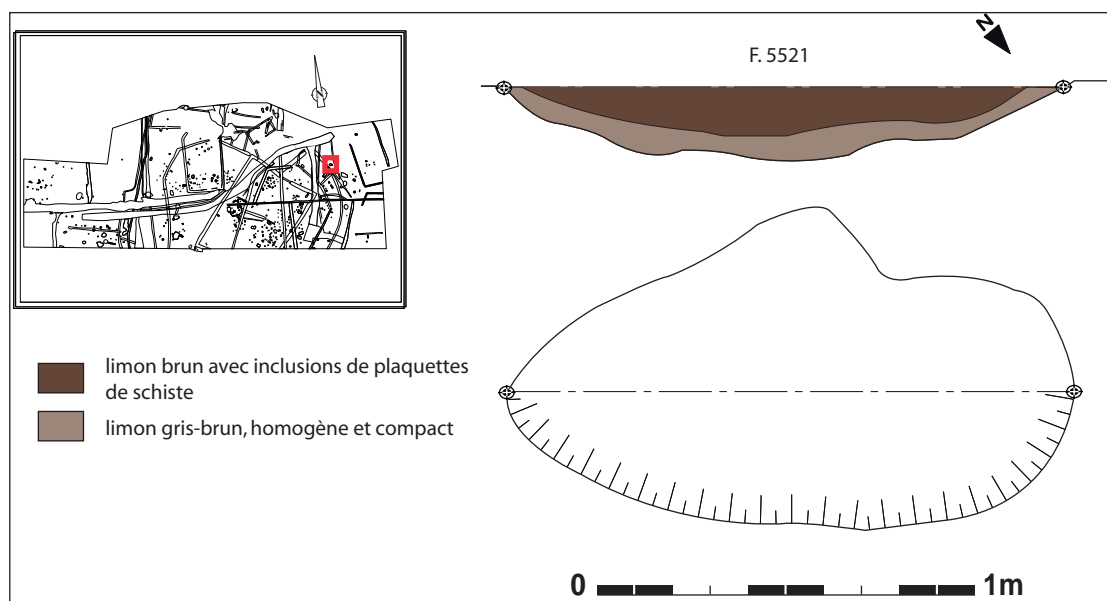 N
F. 5521
limon brun avec inclusions de plaquettes
de schiste
limon gris-brun, homogène et compact
0 1m